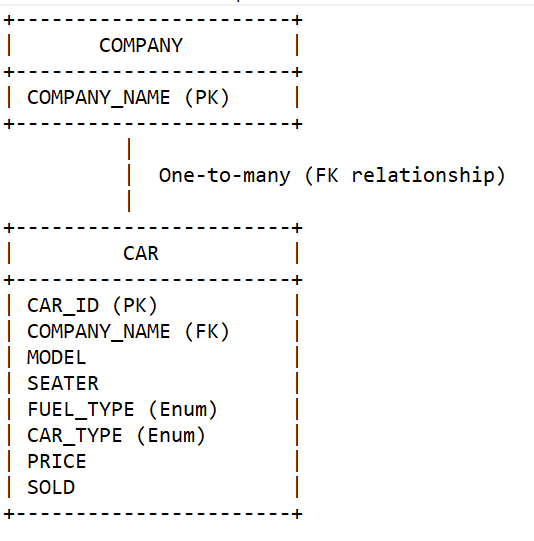 +-----------------------+
|       COMPANY         |
+-----------------------+
| COMPANY_NAME (PK)     |
+-----------------------+
          |
          |  One-to-many (FK relationship)
          |
+-----------------------+
|         CAR           |
+-----------------------+
| CAR_ID (PK)           |
| COMPANY_NAME (FK)     |
| MODEL                 |
| SEATER                |
| FUEL_TYPE (Enum)      |
| CAR_TYPE (Enum)       |
| PRICE                 |
| SOLD                  |
+-----------------------+